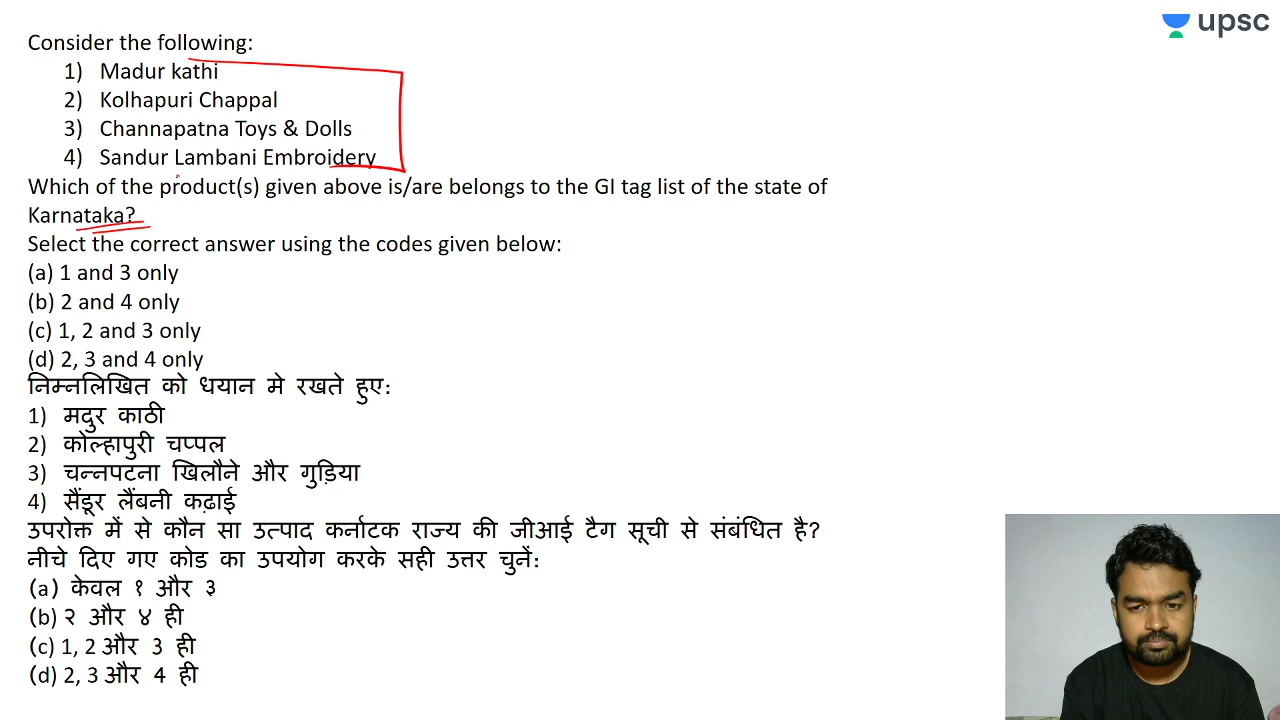 upsc
Consider the following:
1) Madur kathi
2) Kolhapuri Chappal
3) Channapatna Toys & Dolls
4) Sandur Lambani Embroidery
Which of the product(s) given above is/are belongs to the GI tag list of the state of
Karnataka?
Select the correct answer using the codes given below:
(a) 1 and 3 only
(b) 2 and 4 only
(c) 1, 2 and 3 only
(d) 2, 3 and 4 only
निम्नलिखित को धयान मे रखते हुए:
1) मदुर काठी
2) कोल्हापुरी चप्पल
3) चन्नपटना खिलौने और गुड़िया
4) सैंडूर लैंबनी कढ़ाई
उपरोक्त में से कौन सा उत्पाद कर्नाटक राज्य की जीआई टैग सूची से संबंधित है?
नीचे दिए गए कोड का उपयोग करके सही उत्तर चुनें:
(a) केवल १ और ३
(b) २ और ४ ही
(c) 1, 2 और 3 ही
(d) 2, 3 और 4 ही